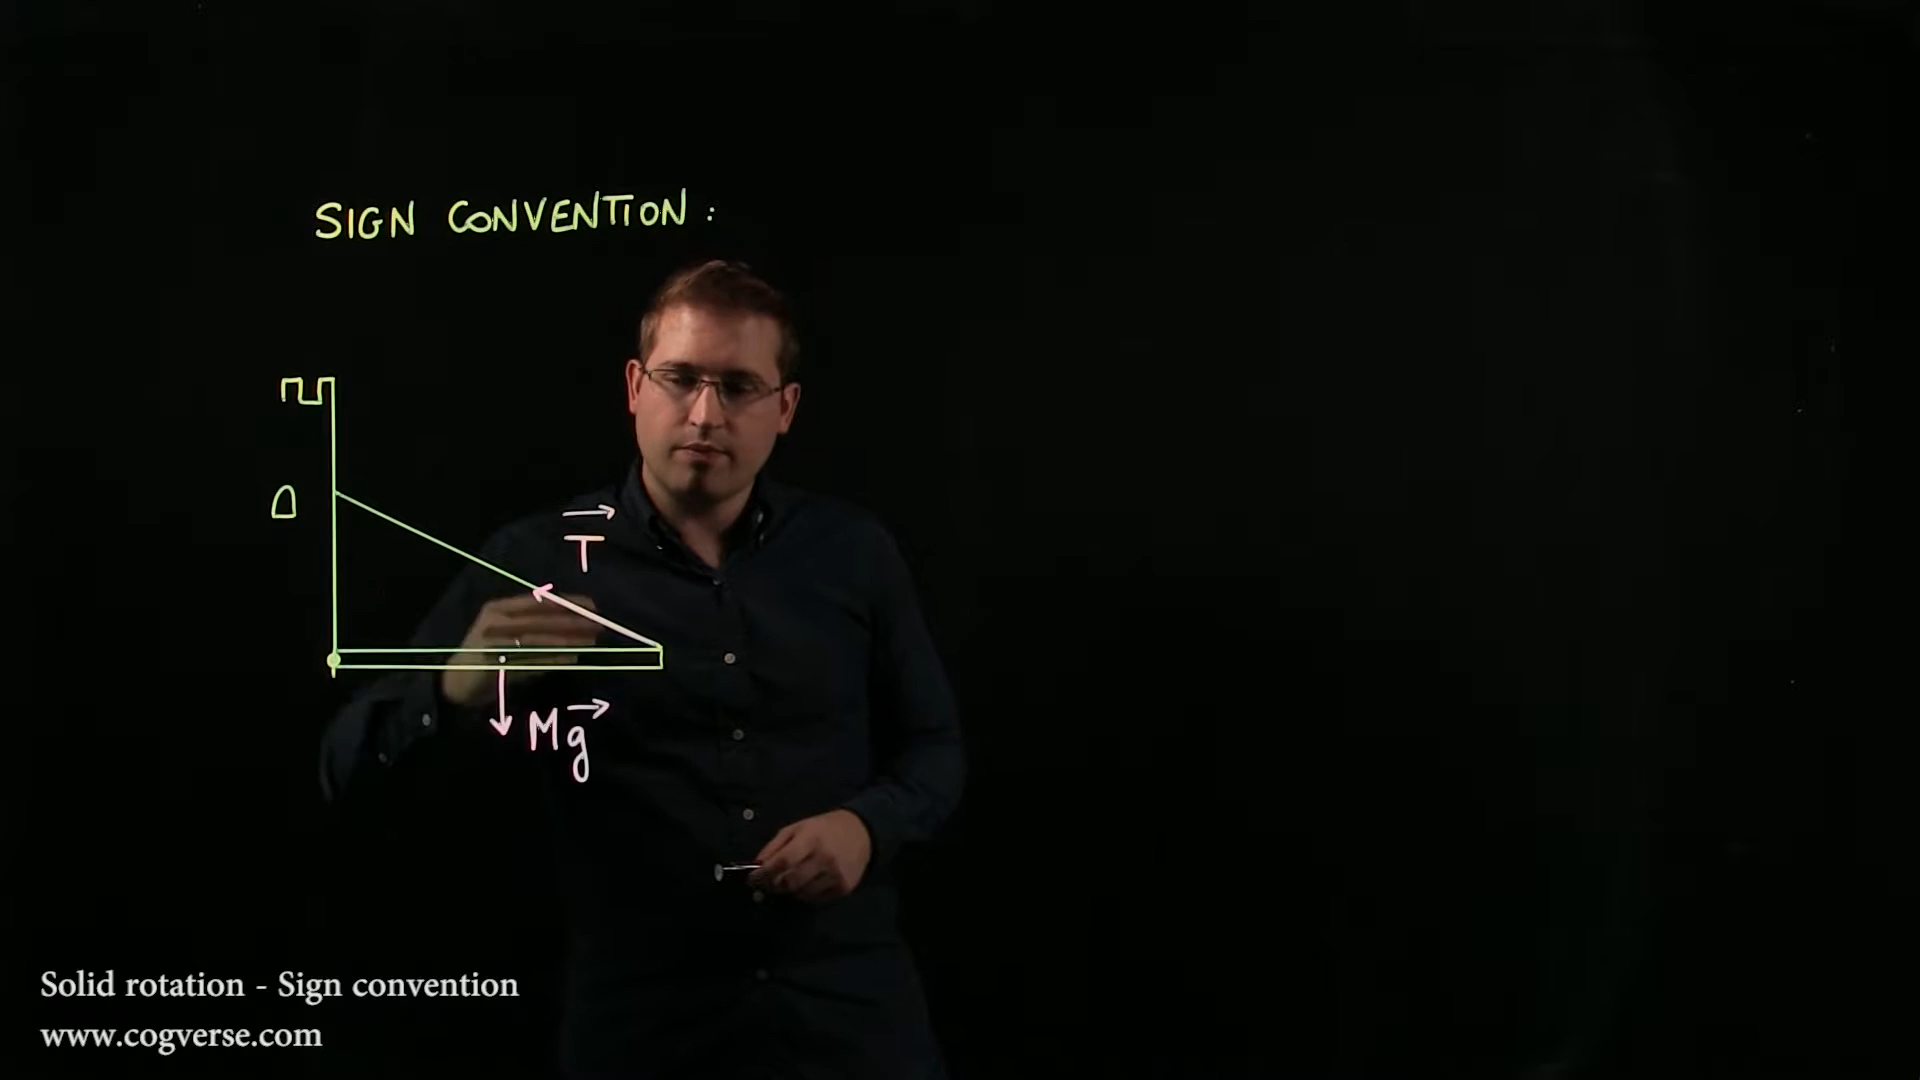 SIGN CONVENTION:
T
Mg
Solid rotation - Sign convention
www.cogverse.com